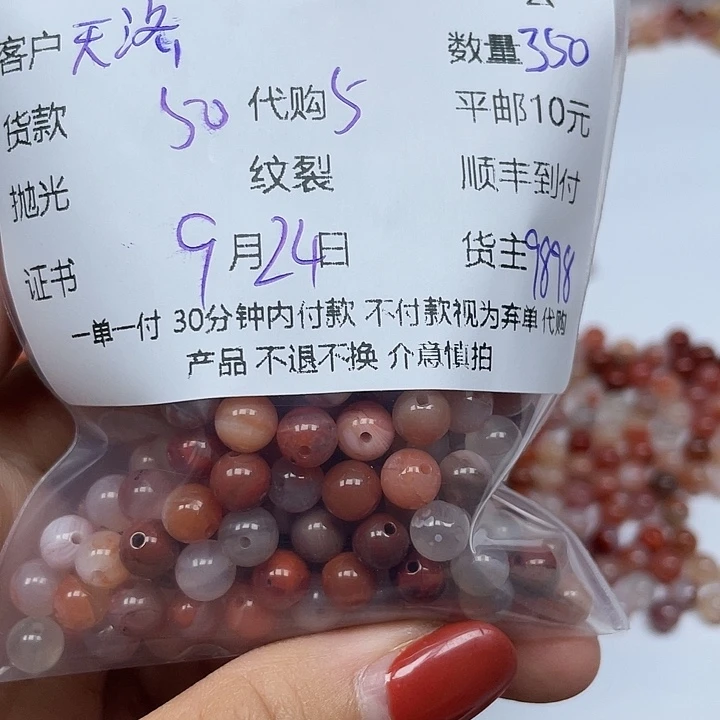 客户 天洛 数量 350
货款 50 代购 5 平邮10元
抛光 纹裂 顺丰到付
证书 9月24日 货主 9898
一单一付 30分钟内付款 不付款视为弃单 代购
产品 不退不换 介意慎拍